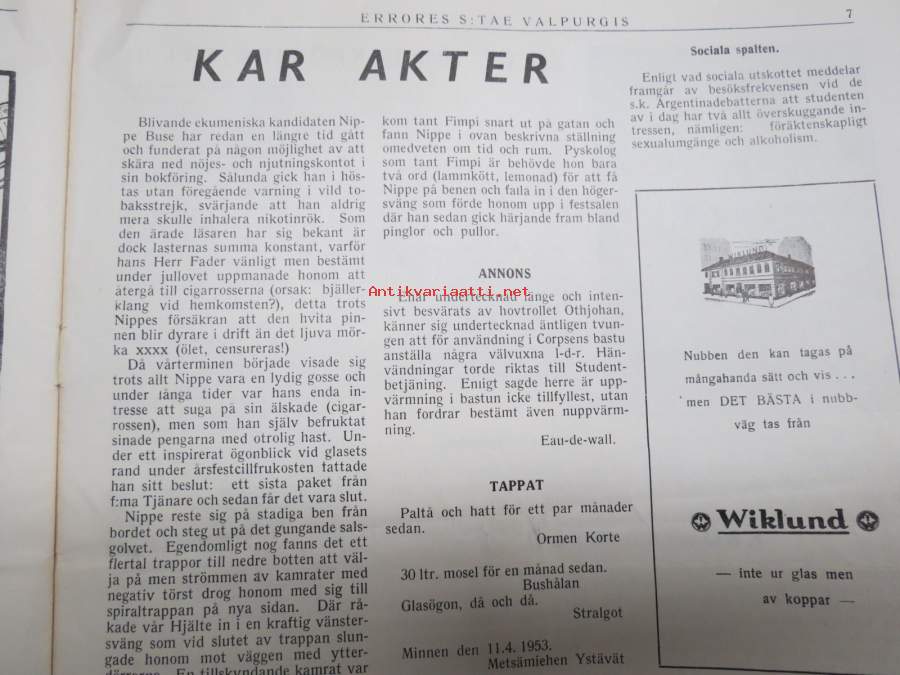 ERRORES S:TAE VALPURGIS
7
KAR AKTER
Blivande ekumeniska kandidaten Nip-
pe Buse har redan en längre tid gått
och funderat på någon möjlighet av att
skära ned nöjes- och njutningskontot i
sin bokföring. Sålunda gick han i hös-
tas utan föregående varning i vild to-
baksstrejk, svärjande att han aldrig
mera skulle inhalera nikotinrök. Som
den ärade läsaren har sig bekant är
dock lasternas summa konstant, varför
hans Herr Fader vänligt men bestämt
under jullovet uppmanade honom att
återgå till cigarrosserna (orsak: bjäller-
klang vid hemkomsten?), detta trots
Nippes försäkran att den hvita pin-
nen blir dyrare i drift än det ljuva mör-
ka xxxx (ölet, censureras!)
Då vårterminen började visade sig
trots allt Nippe vara en lydig gosse och
under långa tider var hans enda in-
tresse att suga på sin älskade (cigar-
rossen), men som han själv befruktat
sinade pengarna med otrolig hast. Un-
der ett inspirerat ögonblick vid glasets
rand under årsfestcillfrukosten fattade
han sitt beslut: ett sista paket från
f:ma Tjänare och sedan får det vara slut.
Nippe reste sig på stadiga ben från
bordet och steg ut på det gungande sals-
golvet. Egendomligt nog fanns det ett
flertal trappor till nedre botten att väl-
ja på men strömmen av kamrater med
negativ törst drog honom med sig till
spiraltrappan på nya sidan. Där rå-
kade vår Hjälte in i en kraftig vänster-
sväng som vid slutet av trappan slun-
gade honom mot väggen med ytter-
En tillskyndande kamrat var
kom tant Fimpi snart ut på gatan och
fann Nippe i ovan beskrivna ställning
omedveten om tid och rum. Pyskolog
som tant Fimpi är behövde hon bara
två ord (lammkött, lemonad) för att få
Nippe på benen och falla in i den höger-
sväng som förde honom upp i festsalen
där han sedan gick härjande fram bland
pinglor och pullor.
ANNONS
Antikvariaatti.net
Enär undertecknad länge och inten-
sivt besvärats av hovtrollet Othjohan,
känner sig undertecknad äntligen tvun-
gen att för användning i Corpsens bastu
anställa några välvuxna l-d-r. Hän-
vändningar torde riktas till Student-
betjäning. Enligt sagde herre är upp-
värmning i bastun icke tillfyllest, utan
han fordrar bestämt även nuppvärm-
ning.
Eau-de-wall.
TAPPAT
Paltå och hatt för ett par månader
sedan.
Ormen Korte
30 ltr. mosel för en månad sedan.
Bushålan
Glasögon, då och då.
Stralgot
Minnen den 11.4. 1953.
Metsämiehen Ystävät
Sociala spalten.
Enligt vad sociala utskottet meddelar
framgår av besöksfrekvensen vid de
s.k. Argentinadebatterna att studenten
av i dag har två allt överskuggande in-
tressen, nämligen: föräktenskapligt
sexualumgänge och alkoholism.
WIKLUND
Nubben den kan tagas på
mångahanda sätt och vis...
'men DET BÄSTA i nubb-
väg tas från
Wiklund
— inte ur glas men
av koppar —